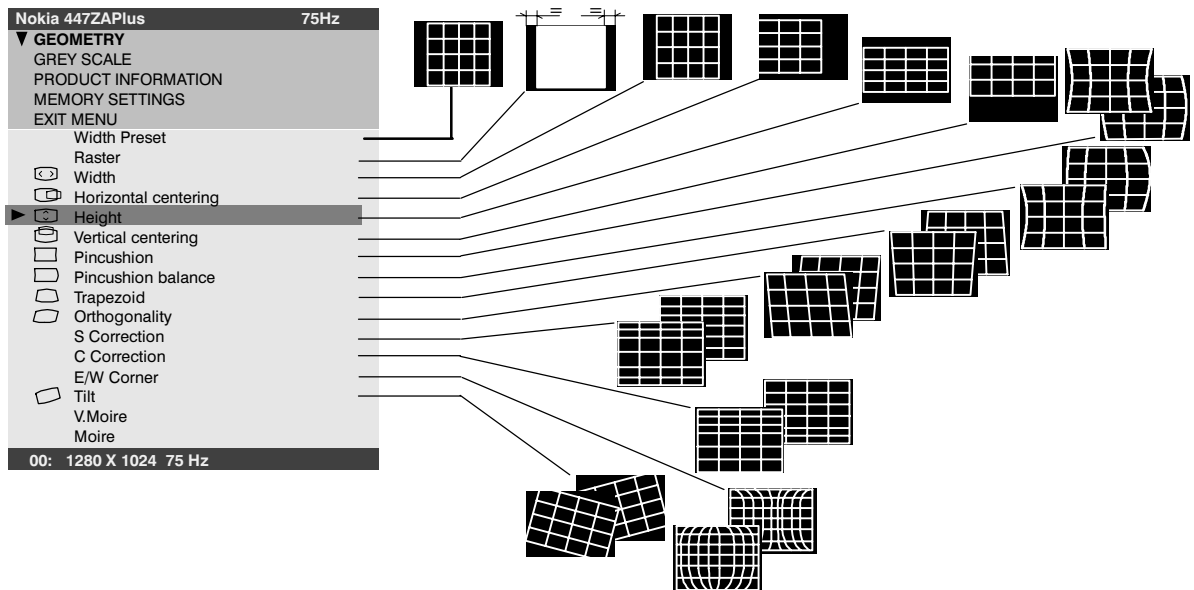 Nokia 447ZAPlus 75Hz
GEOMETRY
GREY SCALE
PRODUCT INFORMATION
MEMORY SETTINGS
EXIT MENU
Width Preset
Raster
Width
Horizontal centering
Height
Vertical centering
Pincushion
Pincushion balance
Trapezoid
Orthogonality
S Correction
C Correction
E/W Corner
Tilt
V.Moire
Moire
00: 1280 X 1024 75 Hz